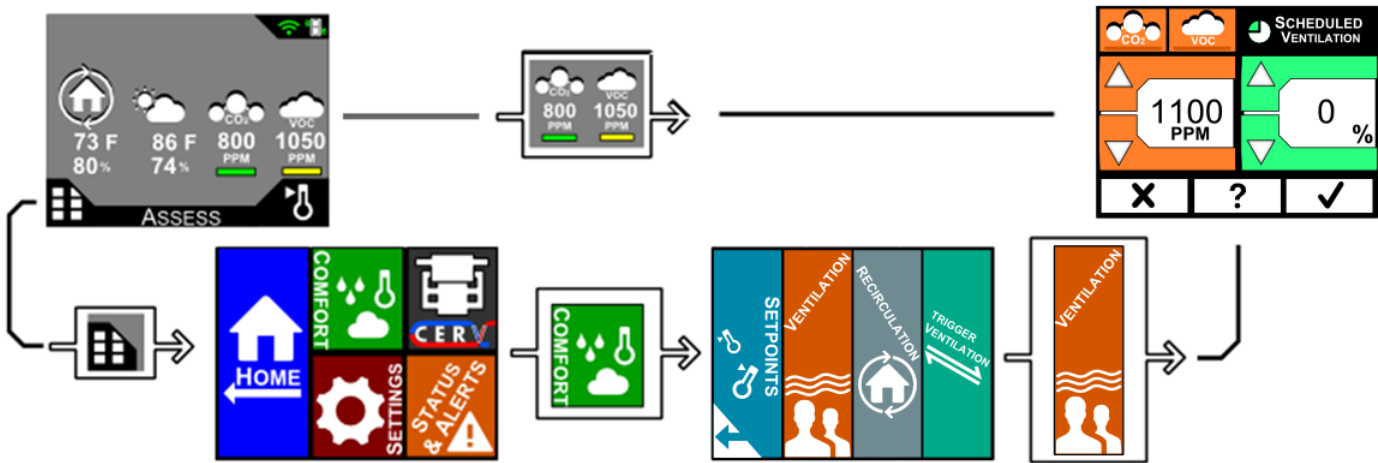 CO2
VOC
73 F
86 F
800
1050
PPM
PPM
80%
74%
ASSESS
CO2
VOC
800
1050
PPM
PPM
CO2
VOC
SCHEDULED
VENTILATION
1100
PPM
0
%
?
HOME
COMFORT
CERV
SETTINGS
STATUS
& ALERTS
COMFORT
SETPOINTS
VENTILATION
RECIRCULATION
TRIGGER
VENTILATION
VENTILATION